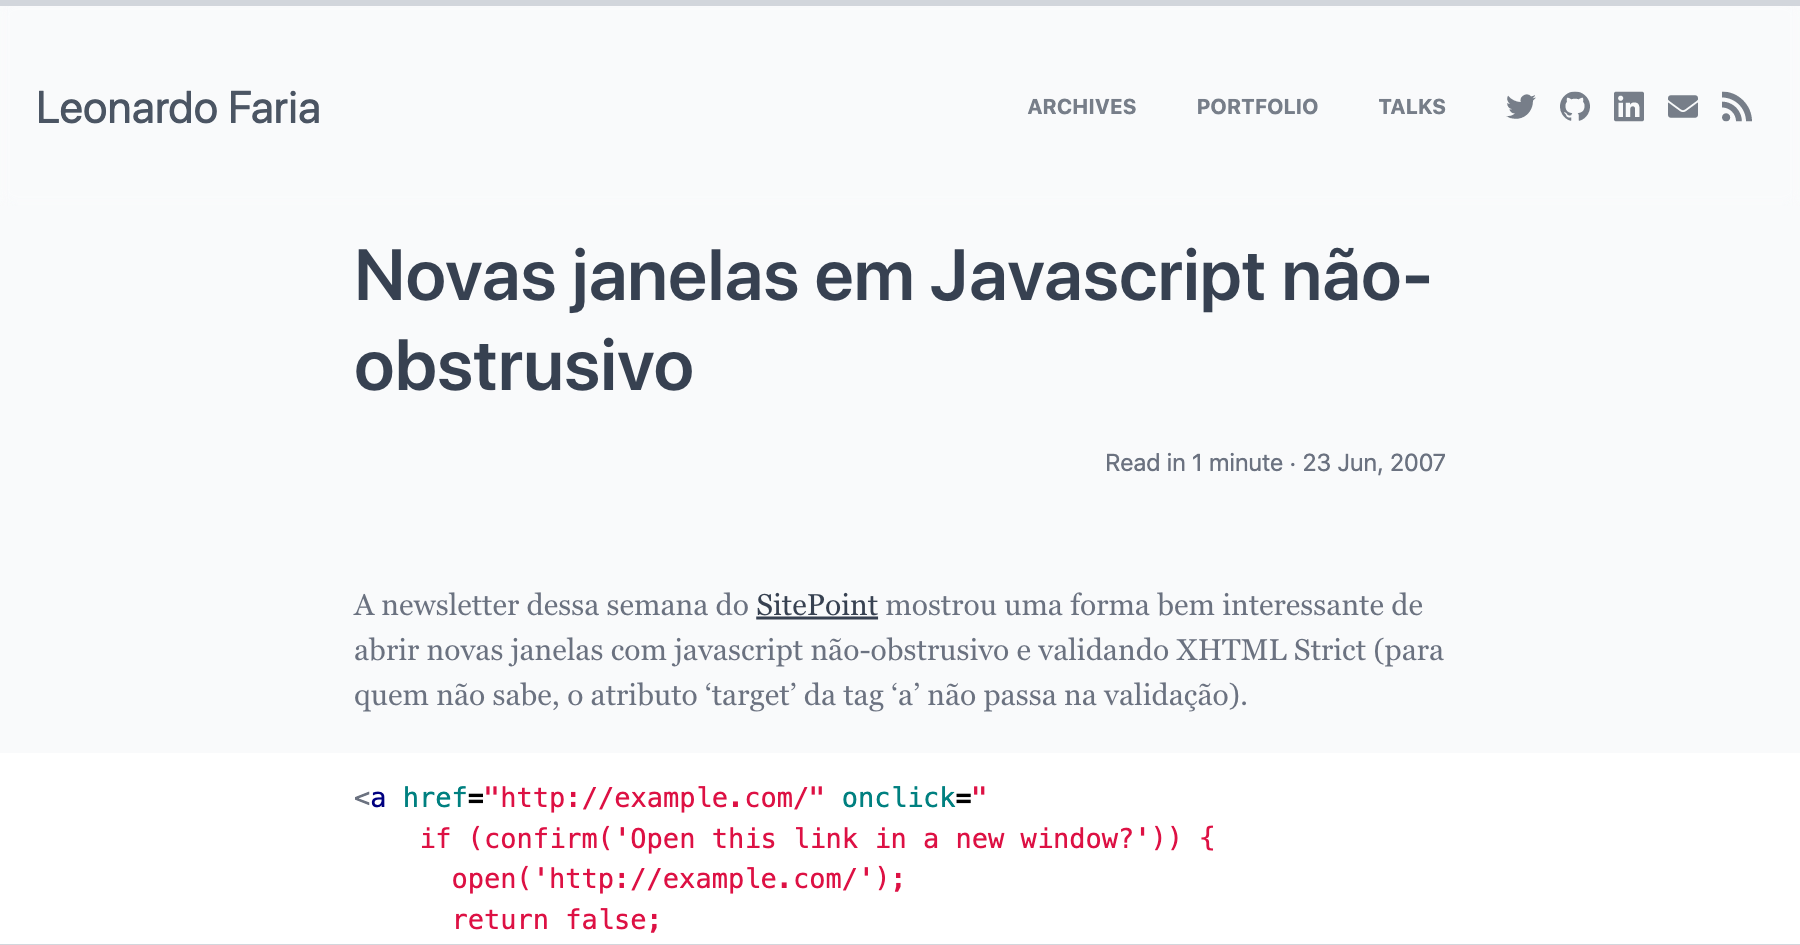 Leonardo Faria
ARCHIVES PORTFOLIO TALKS
Novas janelas em Javascript não-
obstrusivo
Read in 1 minute · 23 Jun, 2007
A newsletter dessa semana do SitePoint mostrou uma forma bem interessante de
abrir novas janelas com javascript não-obstrusivo e validando XHTML Strict (para
quem não sabe, o atributo ‘target’ da tag ‘a’ não passa na validação).
<a href="http://example.com/" onclick="
if (confirm('Open this link in a new window?')) {
open('http://example.com/');
return false;